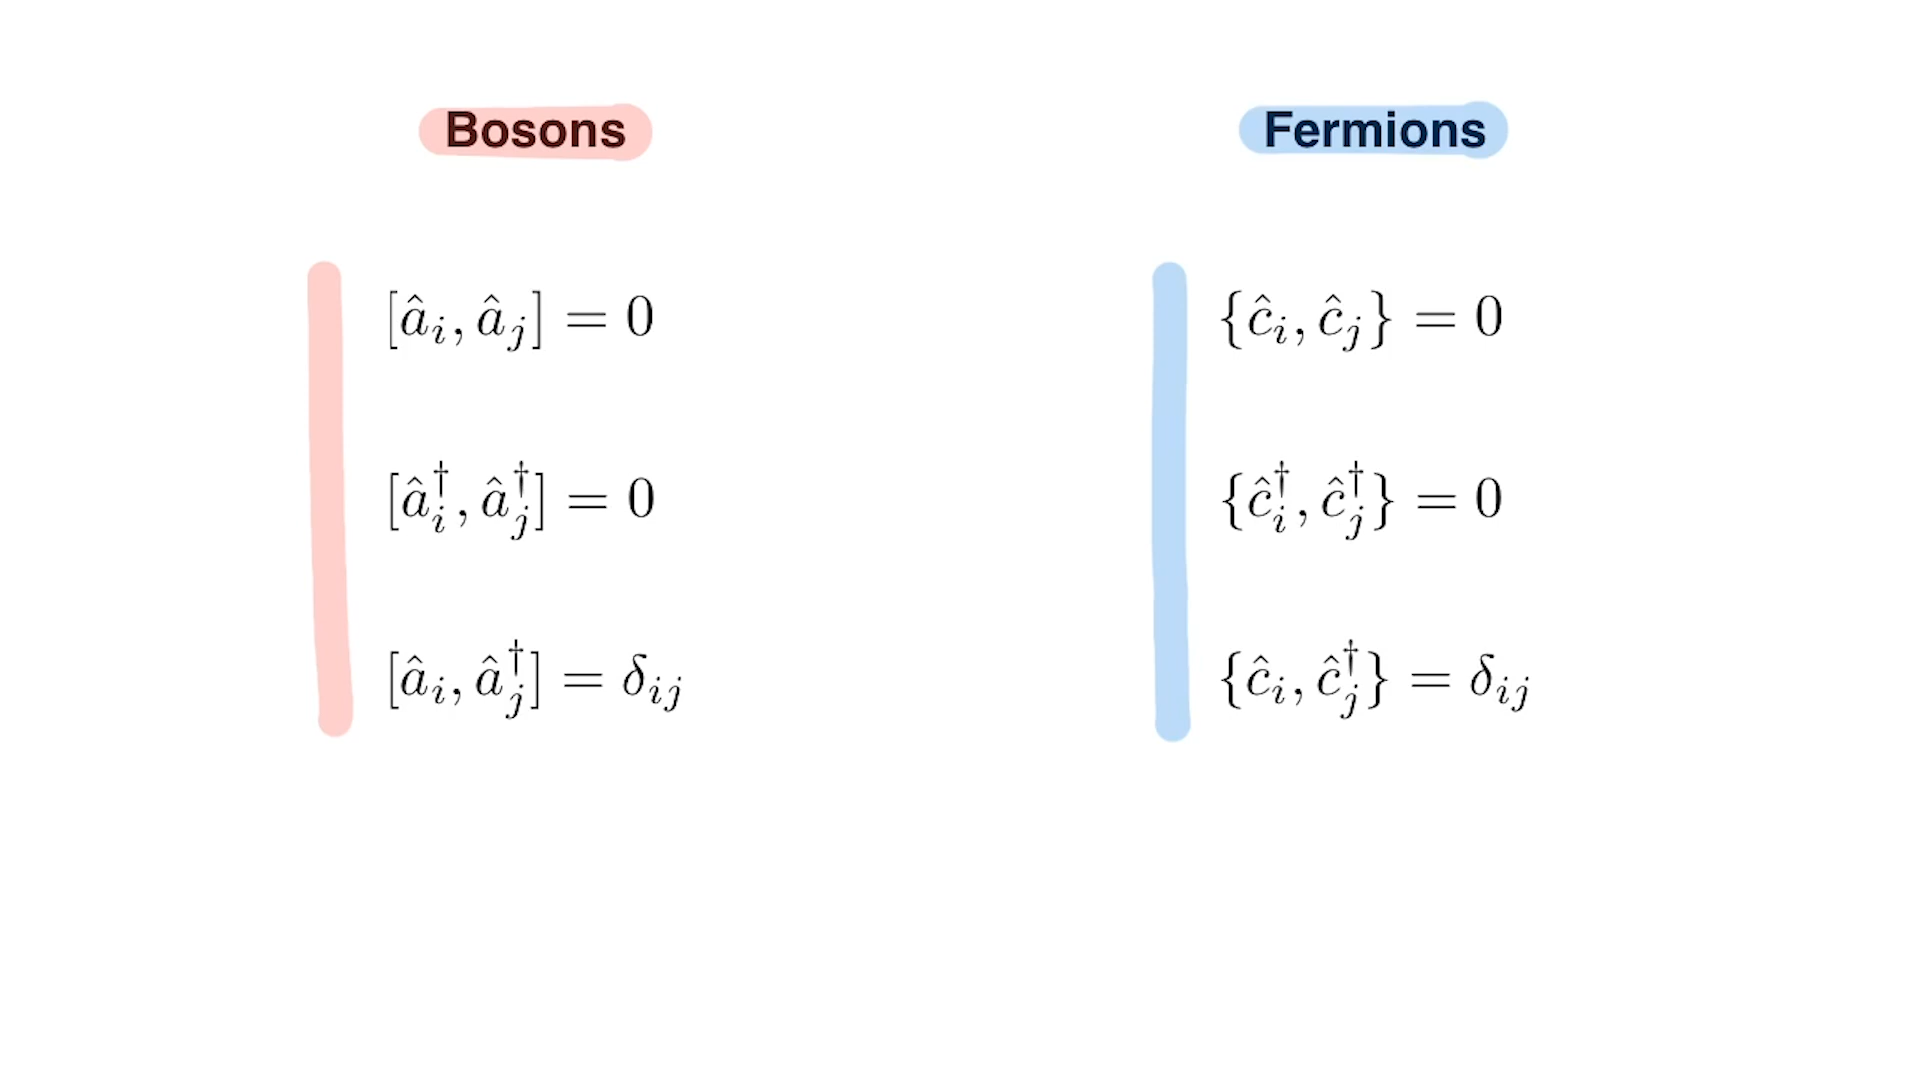 Bosons
[â_i, â_j] = 0
[â_i^†, â_j^†] = 0
[â_i, â_j^†] = δ_ij
Fermions
{ĉ_i, ĉ_j} = 0
{ĉ_i^†, ĉ_j^†} = 0
{ĉ_i, ĉ_j^†} = δ_ij